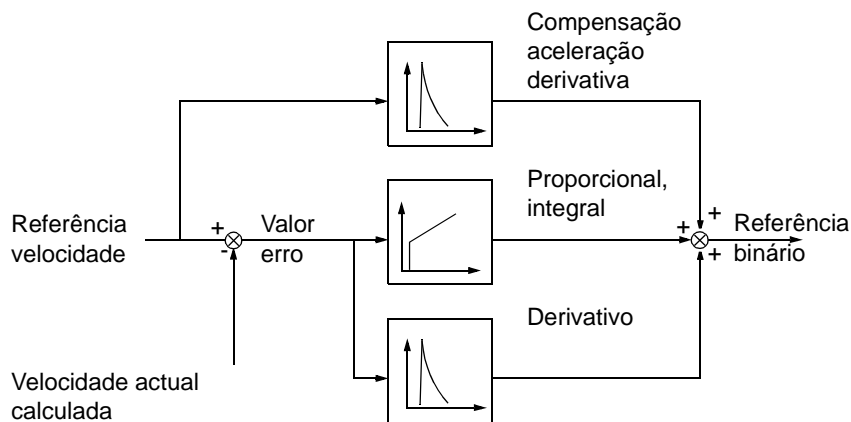 Compensação
aceleração
derivativa
Proporcional,
integral
Referência
velocidade
+
-
Valor
erro
+
+
+
Referência
binário
Derivativo
Velocidade actual
calculada